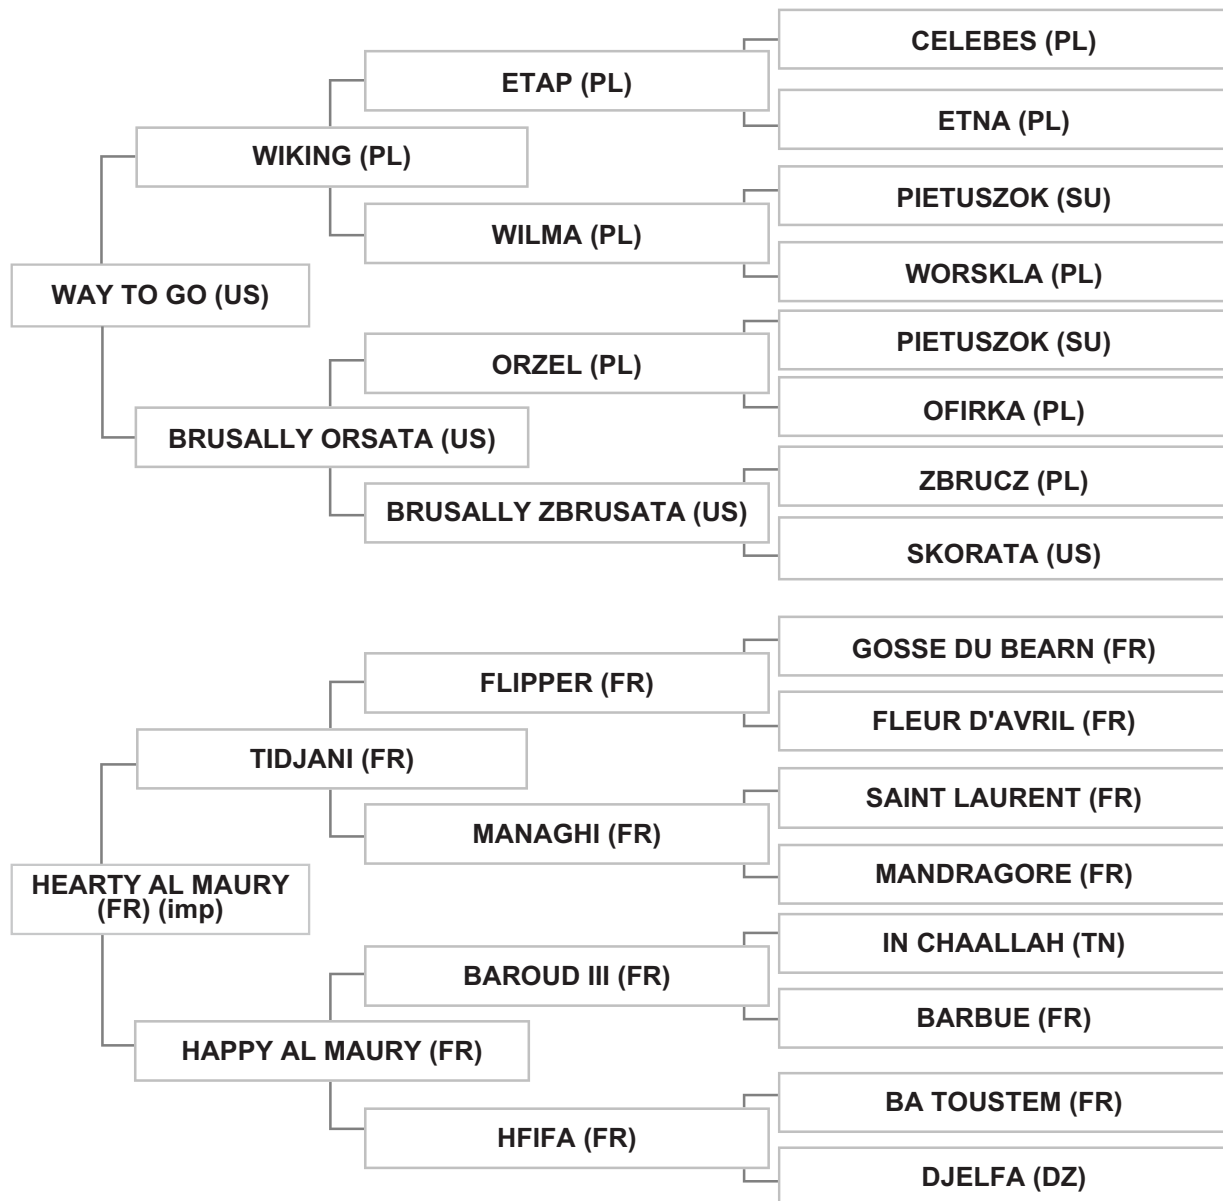 CELEBES (PL)
ETAP (PL)
ETNA (PL)
WIKING (PL)
PIETUSZOK (SU)
WILMA (PL)
WORSKLA (PL)
WAY TO GO (US)
PIETUSZOK (SU)
ORZEL (PL)
OFIRKA (PL)
BRUSALLY ORSATA (US)
ZBRUCZ (PL)
BRUSALLY ZBRUSATA (US)
SKORATA (US)
GOSSE DU BEARN (FR)
FLIPPER (FR)
FLEUR D'AVRIL (FR)
TIDJANI (FR)
SAINT LAURENT (FR)
MANAGHI (FR)
MANDRAGORE (FR)
HEARTY AL MAURY
(FR) (imp)
IN CHAALLAH (TN)
BAROUD III (FR)
BARBUE (FR)
HAPPY AL MAURY (FR)
BA TOUSTEM (FR)
HFIFA (FR)
DJELFA (DZ)